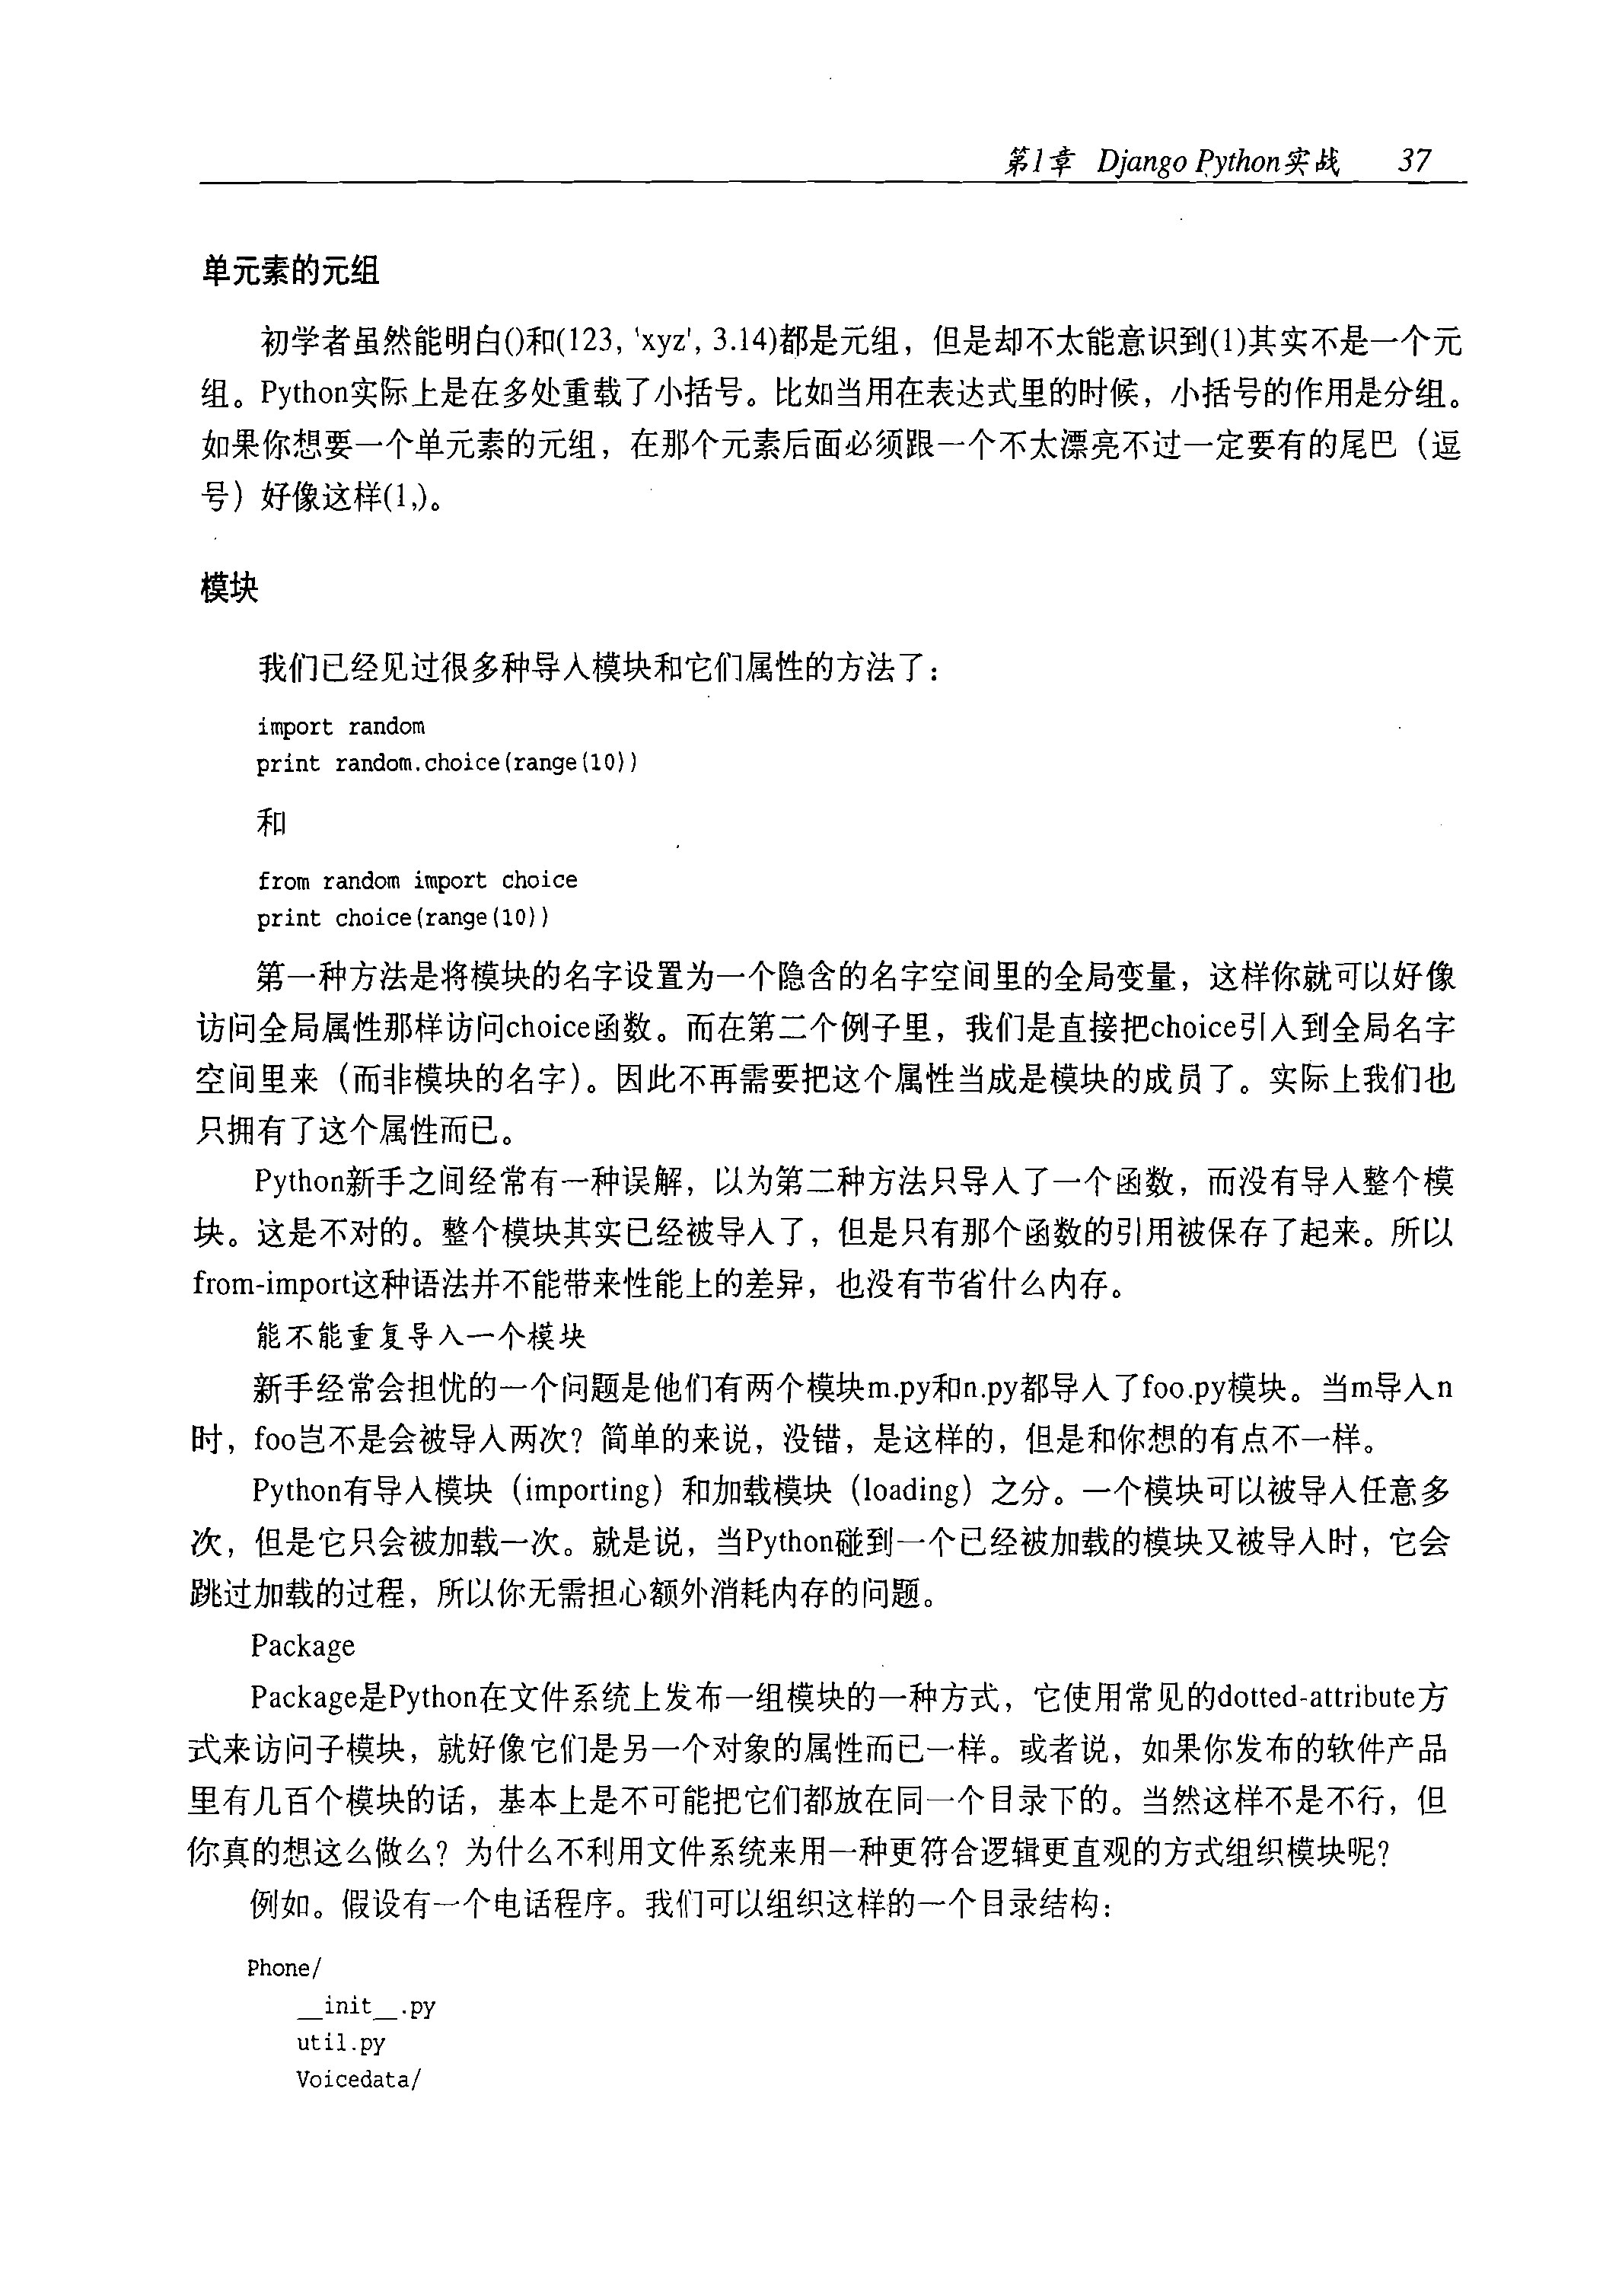 第1章 Django Python实战 37
单元素的元组
初学者虽然能明白()和(123, 'xyz', 3.14)都是元组，但是却不太能意识到(1)其实不是一个元
组。Python实际上是在多处重载了小括号。比如当用在表达式里的时候，小括号的作用是分组。
如果你想要一个单元素的元组，在那个元素后面必须跟一个不太漂亮不过一定要有的尾巴（逗
号）好像这样(1,)。
模块
我们已经见过很多种导入模块和它们属性的方法了：
import random
print random.choice(range(10))
和
from random import choice
print choice(range(10))
第一种方法是将模块的名字设置为一个隐含的名字空间里的全局变量，这样你就可以好像
访问全局属性那样访问choice函数。而在第二个例子里，我们是直接把choice引入到全局名字
空间里来（而非模块的名字）。因此不再需要把这个属性当成是模块的成员了。实际上我们也
只拥有了这个属性而已。
Python新手之间经常有一种误解，以为第二种方法只导入了一个函数，而没有导入整个模
块。这是不对的。整个模块其实已经被导入了，但是只有那个函数的引用被保存了起来。所以
from-import这种语法并不能带来性能上的差异，也没有节省什么内存。
能不能重复导入一个模块
新手经常会担忧的一个问题是他们有两个模块m.py和n.py都导入了foo.py模块。当m导入n
时，foo岂不是会被导入两次？简单的来说，没错，是这样的，但是和你想的有点不一样。
Python有导入模块（importing）和加载模块（loading）之分。一个模块可以被导入任意多
次，但是它只会被加载一次。就是说，当Python碰到一个已经被加载的模块又被导入时，它会
跳过加载的过程，所以你无需担心额外消耗内存的问题。
Package
Package是Python在文件系统上发布一组模块的一种方式，它使用常见的dotted-attribute方
式来访问子模块，就好像它们是另一个对象的属性而已一样。或者说，如果你发布的软件产品
里有几百个模块的话，基本上是不可能把它们都放在同一个目录下的。当然这样不是不行，但
你真的想这么做么？为什么不利用文件系统来用一种更符合逻辑更直观的方式组织模块呢？
例如。假设有一个电话程序。我们可以组织这样的一个目录结构：
Phone/
__init__.py
util.py
Voicedata/